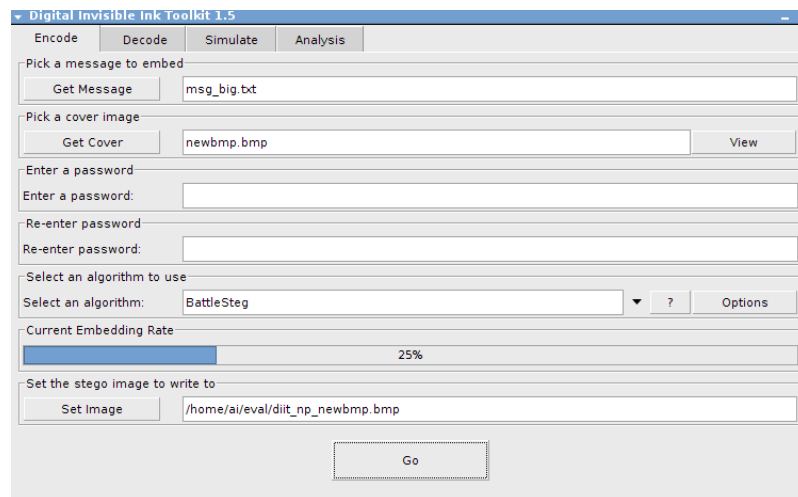 Digital Invisible Ink Toolkit 1.5
Encode Decode Simulate Analysis
Pick a message to embed
Get Message msg_big.txt
Pick a cover image
Get Cover newbmp.bmp View
Enter a password
Enter a password:
Re-enter password
Re-enter password:
Select an algorithm to use
Select an algorithm: BattleSteg ? Options
Current Embedding Rate
25%
Set the stego image to write to
Set Image /home/ai/eval/diit_np_newbmp.bmp
Go